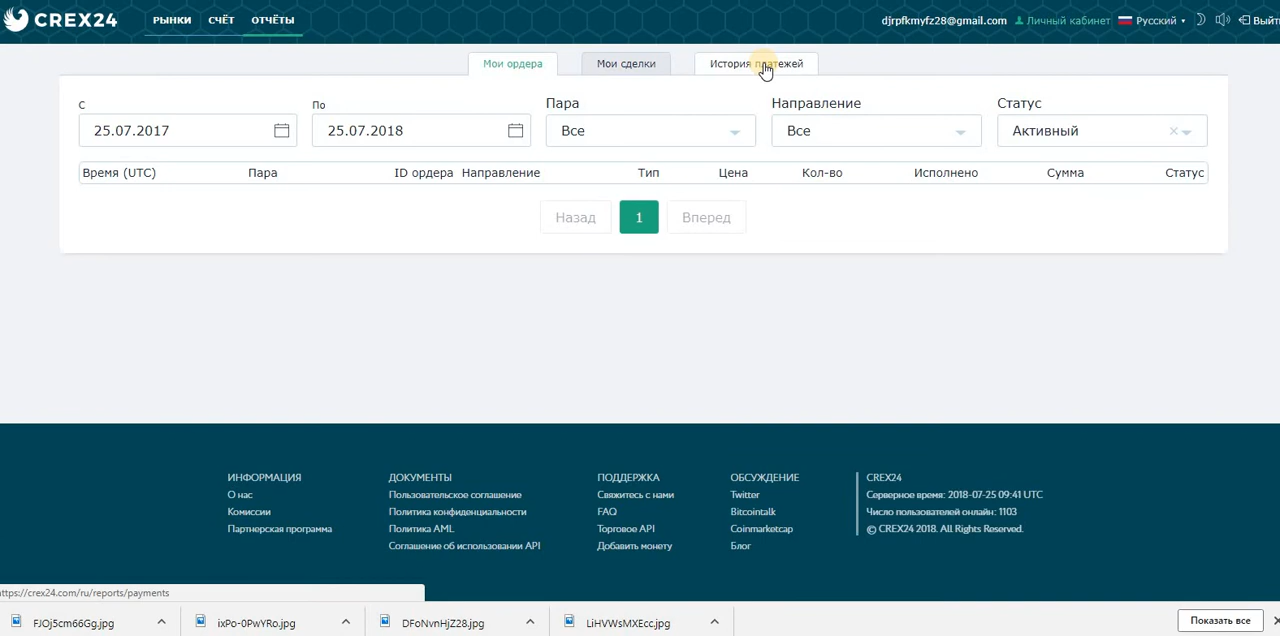 CREX24 РЫНКИ СЧЁТ ОТЧЁТЫ djrpfkmyfz28@gmail.com Личный кабинет Русский
Мои ордера Мои сделки История платежей
С По Пара Направление Статус
25.07.2017 25.07.2018 Все Все Активный
Время (UTC) Пара ID ордера Направление Тип Цена Кол-во Исполнено Сумма Статус
Назад 1 Вперед
ИНФОРМАЦИЯ ДОКУМЕНТЫ ПОДДЕРЖКА ОБСУЖДЕНИЕ CREX24
О нас Пользовательское соглашение Свяжитесь с нами Twitter Серверное время: 2018-07-25 09:41 UTC
Комиссии Политика конфиденциальности FAQ Bitcointalk Число пользователей онлайн: 1103
Партнерская программа Политика AML Торговое API Coinmarketcap © CREX24 2018. All Rights Reserved.
Соглашение об использовании API Добавить монету Блог
https://crex24.com/ru/reports/payments
FJOj5cm66Gg.jpg ixPo-0PwYRo.jpg DFoNvnHjZ28.jpg LiHVWsMXEcc.jpg Показать все